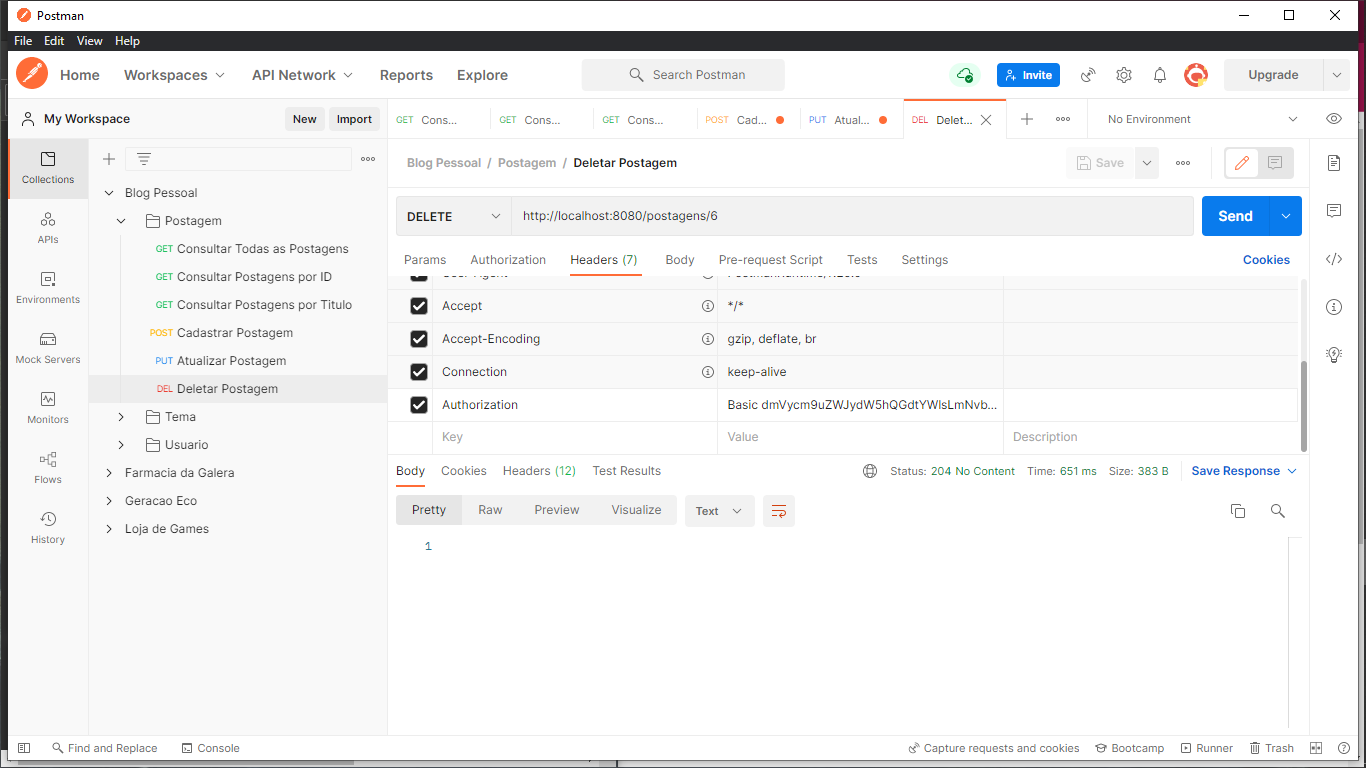 Postman
File Edit View Help
Home Workspaces API Network Reports Explore Search Postman Invite Upgrade
My Workspace New Import GET Cons... GET Cons... GET Cons... POST Cad... PUT Atual... DEL Delet... No Environment
Collections
APIs
Environments
Mock Servers
Monitors
Flows
History
Blog Pessoal
Postagem
GET Consultar Todas as Postagens
GET Consultar Postagens por ID
GET Consultar Postagens por Titulo
POST Cadastrar Postagem
PUT Atualizar Postagem
DEL Deletar Postagem
Tema
Usuario
Farmacia da Galera
Geracao Eco
Loja de Games
Blog Pessoal / Postagem / Deletar Postagem Save
DELETE http://localhost:8080/postagens/6 Send
Params Authorization Headers (7) Body Pre-request Script Tests Settings Cookies
Accept */*
Accept-Encoding gzip, deflate, br
Connection keep-alive
Authorization Basic dmVycm9uZWJydW5hQGdtYWlsLmNvb...
Key Value Description
Body Cookies Headers (12) Test Results Status: 204 No Content Time: 651 ms Size: 383 B Save Response
Pretty Raw Preview Visualize Text
1
Find and Replace Console Capture requests and cookies Bootcamp Runner Trash